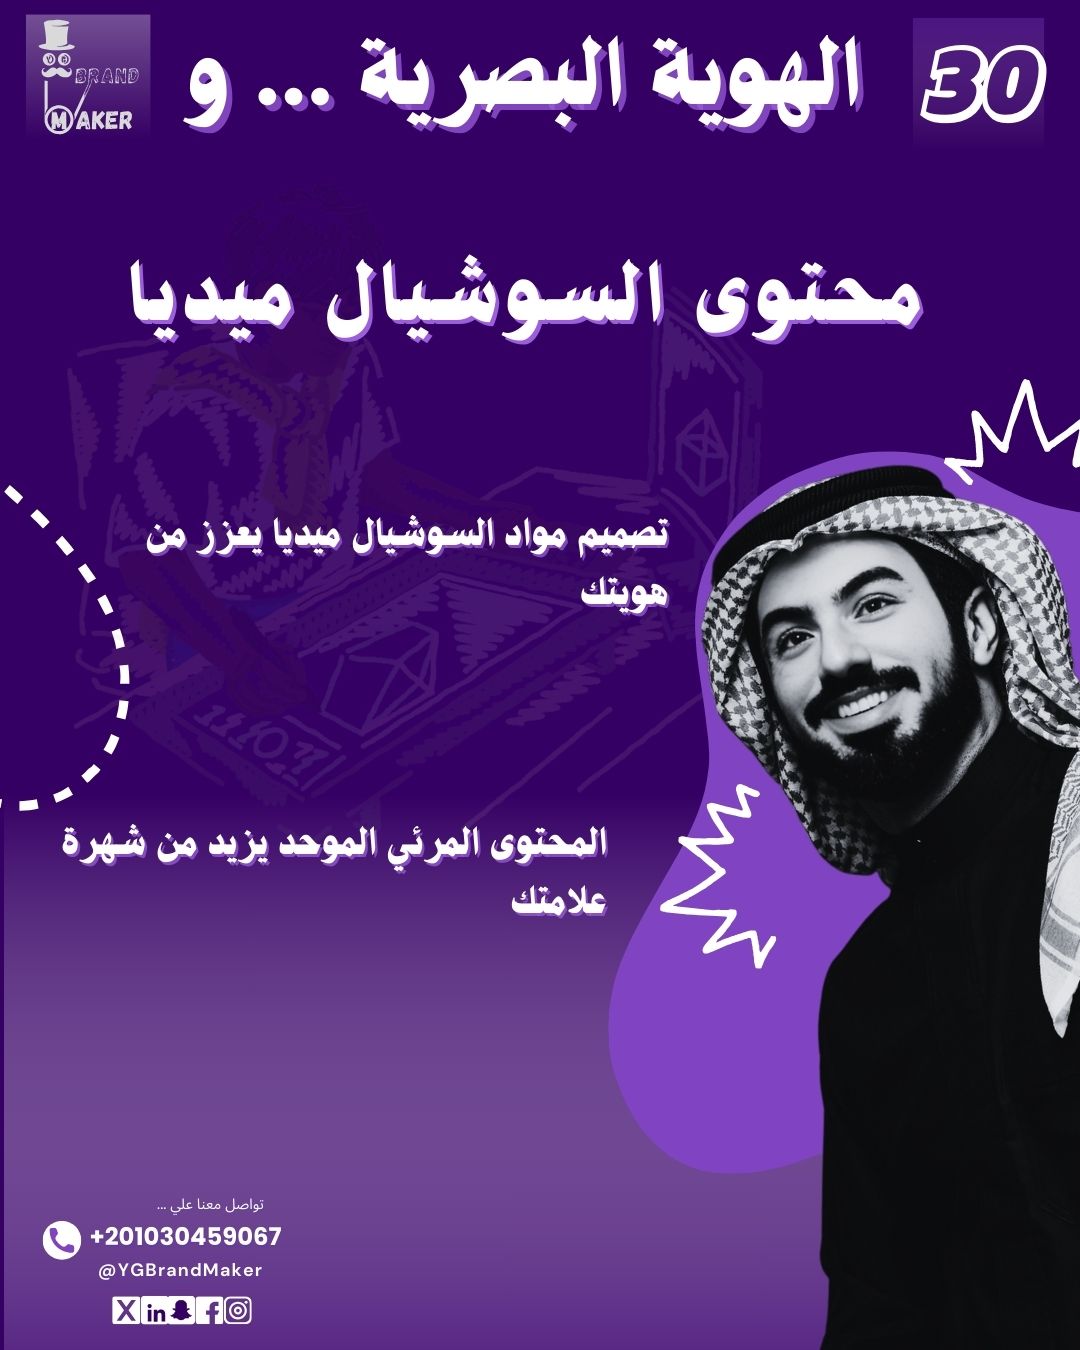 30
الهوية البصرية ... و
BRAND
MAKER
محتوى السوشيال ميديا
تصميم مواد السوشيال ميديا يعزز من
هويتك
المحتوى المرئي الموحد يزيد من شهرة
علامتك
تواصل معنا علي ...
+201030459067
@YGBrandMaker